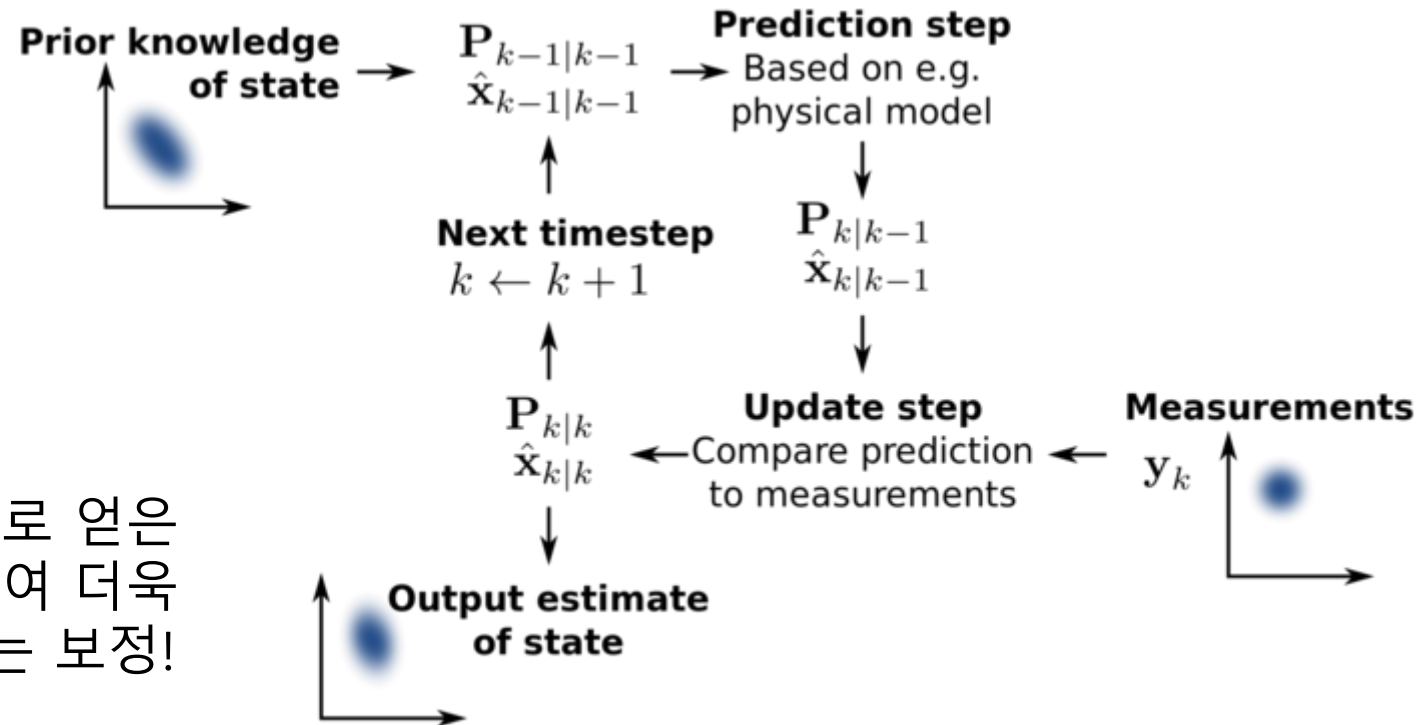 Prior knowledge
of state
P_{k−1|k−1}
x̂_{k−1|k−1}
Prediction step
Based on e.g.
physical model
P_{k|k−1}
x̂_{k|k−1}
Next timestep
k ← k + 1
Update step
Compare prediction
to measurements
Measurements
y_k
P_{k|k}
x̂_{k|k}
Output estimate
of state
로 얻은
여 더욱
는 보정!